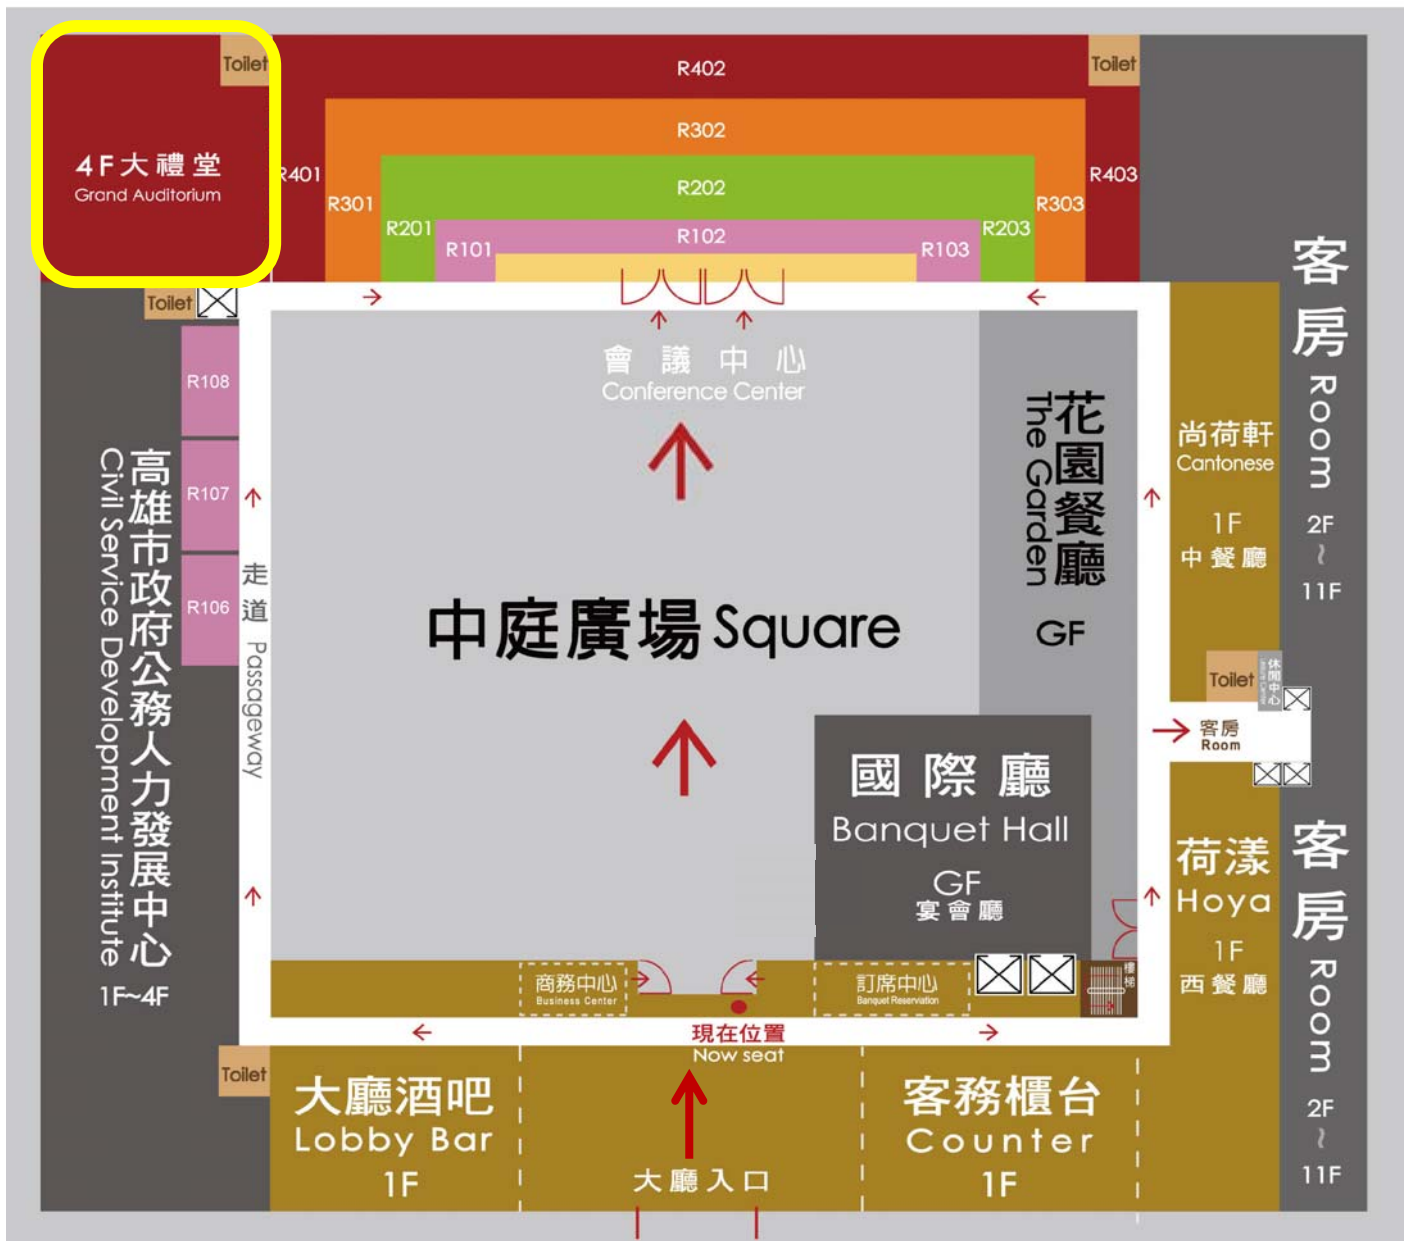 Toilet
R402
Toilet
R302
4F大禮堂
Grand Auditorium
R401
R202
R403
R301
R303
R201
R102
R203
R101
R103
Toilet
會議中心
Conference Center
R108
R107
R106
走道 Passageway
高雄市政府公務人力發展中心
Civil Service Development Institute
1F~4F
中庭廣場 Square
花園餐廳
The Garden
GF
尚荷軒
Cantonese
1F
中餐廳
客房 Room
2F
~
11F
Toilet
休閒中心
客房
Room
國際廳
Banquet Hall
GF
宴會廳
荷漾
Hoya
1F
西餐廳
客房 Room
2F
~
11F
商務中心
Business Center
訂席中心
Banquet Reservation
樓梯
現在位置
Now seat
Toilet
大廳酒吧
Lobby Bar
1F
大廳入口
客務櫃台
Counter
1F